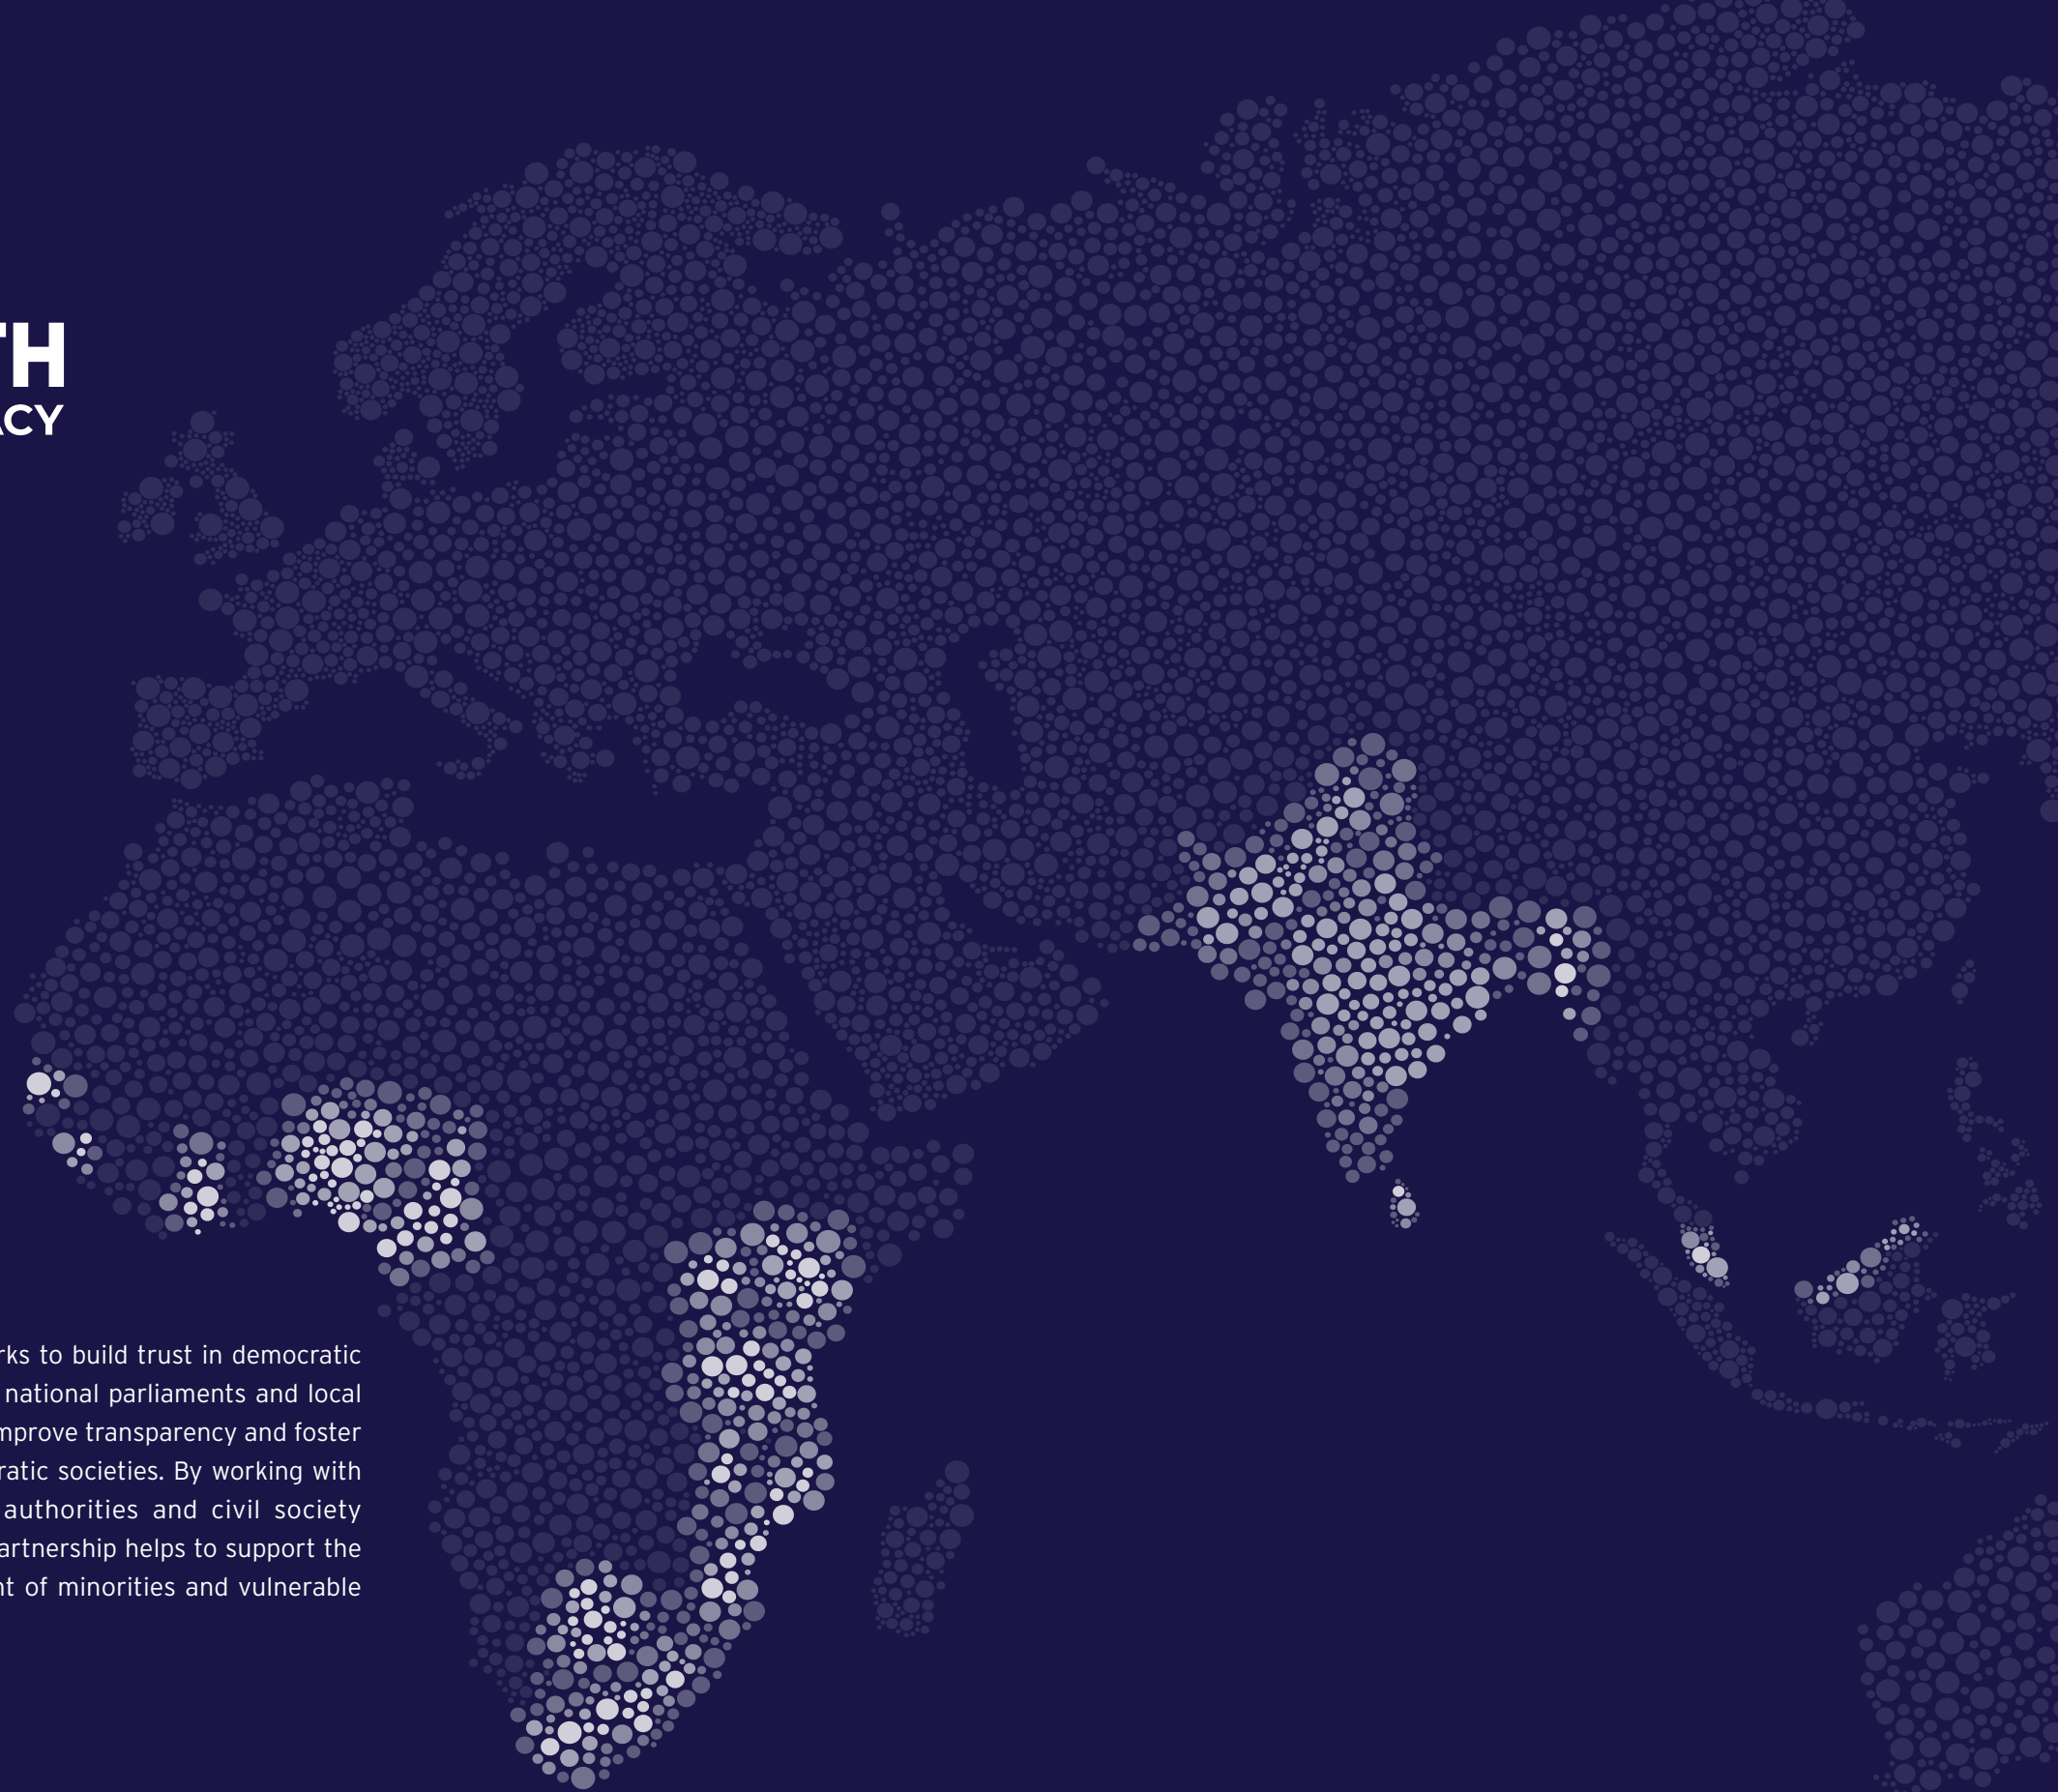 TH
ACY
rks to build trust in democratic
national parliaments and local
mprove transparency and foster
ratic societies. By working with
authorities and civil society
artnership helps to support the
nt of minorities and vulnerable